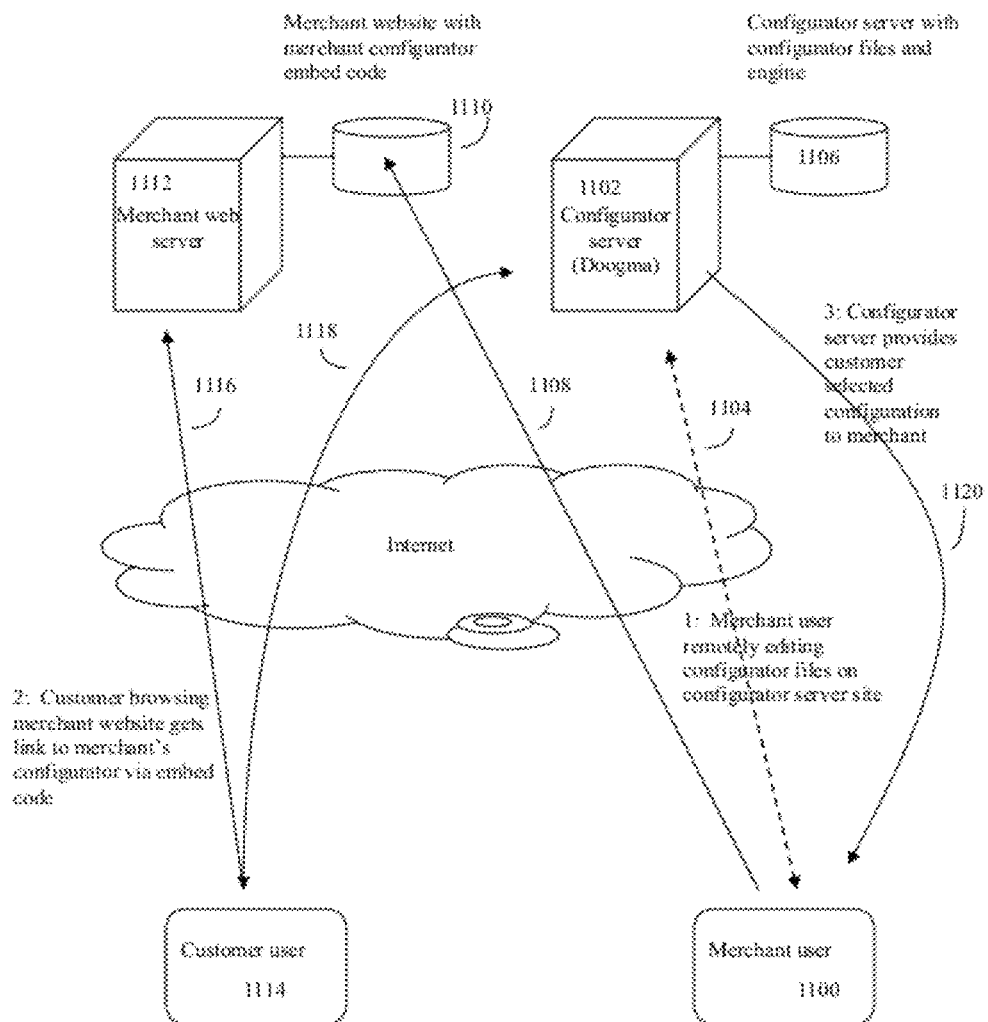 Merchant website with
merchant configurator
embed code
Configurator server with
configurator files and
engine
1110
1106
1112
Merchant web
server
1102
Configurator
server
(Doogma)
1118
3: Configurator
server provides
customer
selected
configuration
to merchant
1116
1108
1104
1120
Internet
1: Merchant user
remotely editing
configurator files on
configurator server site
2: Customer browsing
merchant website gets
link to merchant's
configurator via embed
code
Customer user
1114
Merchant user
1100